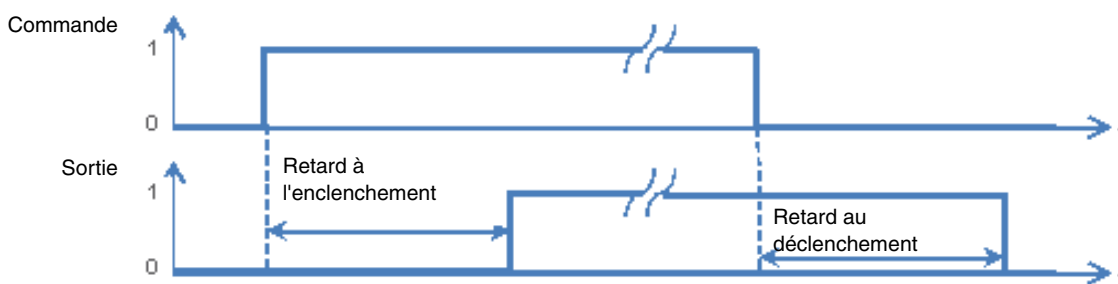 Commande
1
0
Sortie
1
0
Retard à
l'enclenchement
Retard au
déclenchement